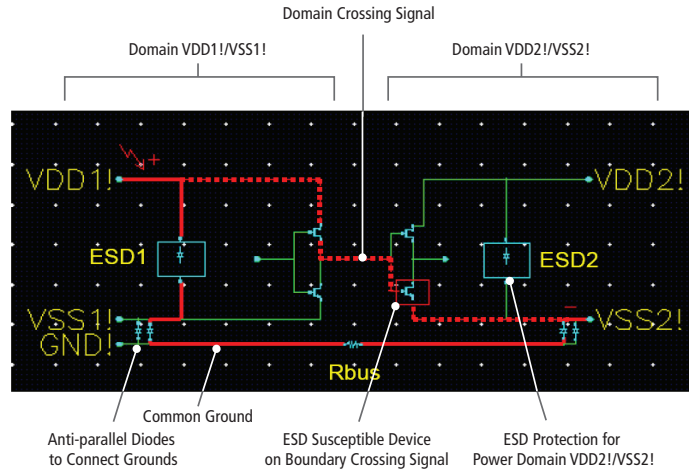 Domain Crossing Signal
Domain VDD1!/VSS1!
Domain VDD2!/VSS2!
+
VDD1!
VDD2!
ESD1
ESD2
VSS1!
−
VSS2!
GND!
Rbus
Common Ground
Anti-parallel Diodes
to Connect Grounds
ESD Susceptible Device
on Boundary Crossing Signal
ESD Protection for
Power Domain VDD2!/VSS2!